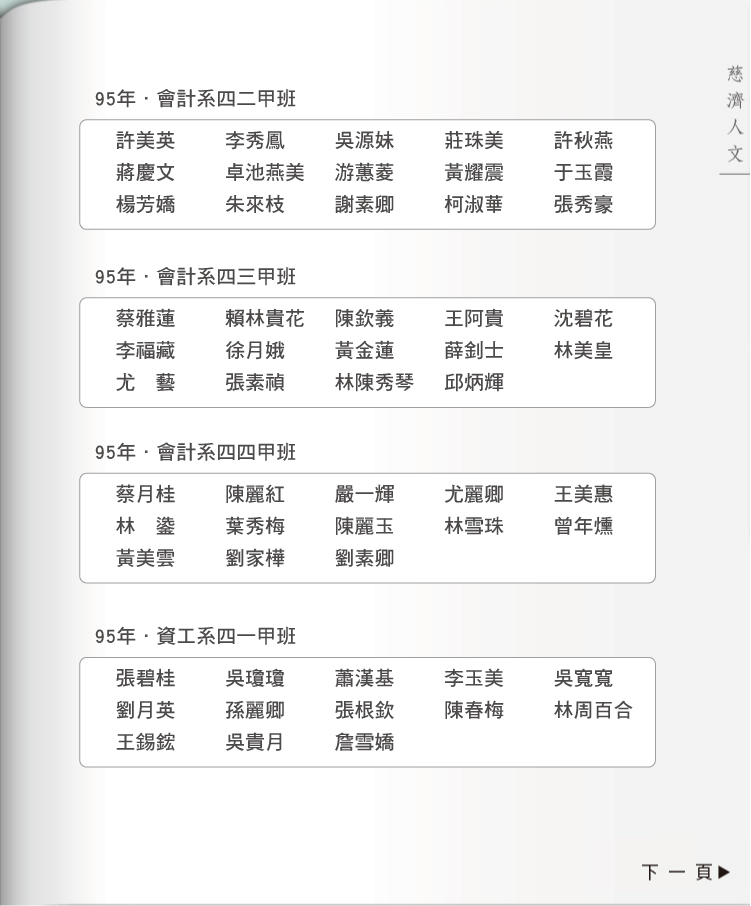 慈濟人文
95年．會計系四二甲班
許美英 李秀鳳 吳源妹 莊珠美 許秋燕
蔣慶文 卓池燕美 游蕙菱 黃耀震 于玉霞
楊芳嬌 朱來枝 謝素卿 柯淑華 張秀豪
95年．會計系四三甲班
蔡雅蓮 賴林貴花 陳欽義 王阿貴 沈碧花
李福藏 徐月娥 黃金蓮 薛釗士 林美皇
尤　藝 張素禎 林陳秀琴 邱炳輝
95年．會計系四四甲班
蔡月桂 陳麗紅 嚴一輝 尤麗卿 王美惠
林　鍌 葉秀梅 陳麗玉 林雪珠 曾年燻
黃美雲 劉家樺 劉素卿
95年．資工系四一甲班
張碧桂 吳瓊瓊 蕭漢基 李玉美 吳寬寬
劉月英 孫麗卿 張根欽 陳春梅 林周百合
王錫鋐 吳貴月 詹雪嬌
下一頁▶